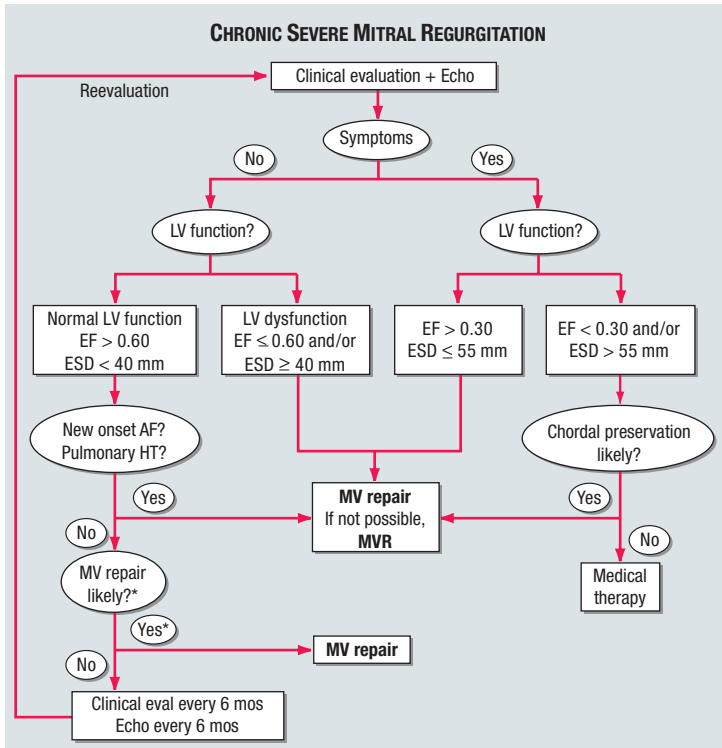 CHRONIC SEVERE MITRAL REGURGITATION
Clinical evaluation + Echo
Reevaluation
Symptoms
No
Yes
LV function?
LV function?
Normal LV function
EF > 0.60
ESD < 40 mm
LV dysfunction
EF ≤ 0.60 and/or
ESD ≥ 40 mm
EF > 0.30
ESD ≤ 55 mm
EF < 0.30 and/or
ESD > 55 mm
New onset AF?
Pulmonary HT?
Chordal preservation
likely?
Yes
MV repair
If not possible,
MVR
Yes
No
No
MV repair
likely?*
Medical
therapy
Yes*
MV repair
No
Clinical eval every 6 mos
Echo every 6 mos